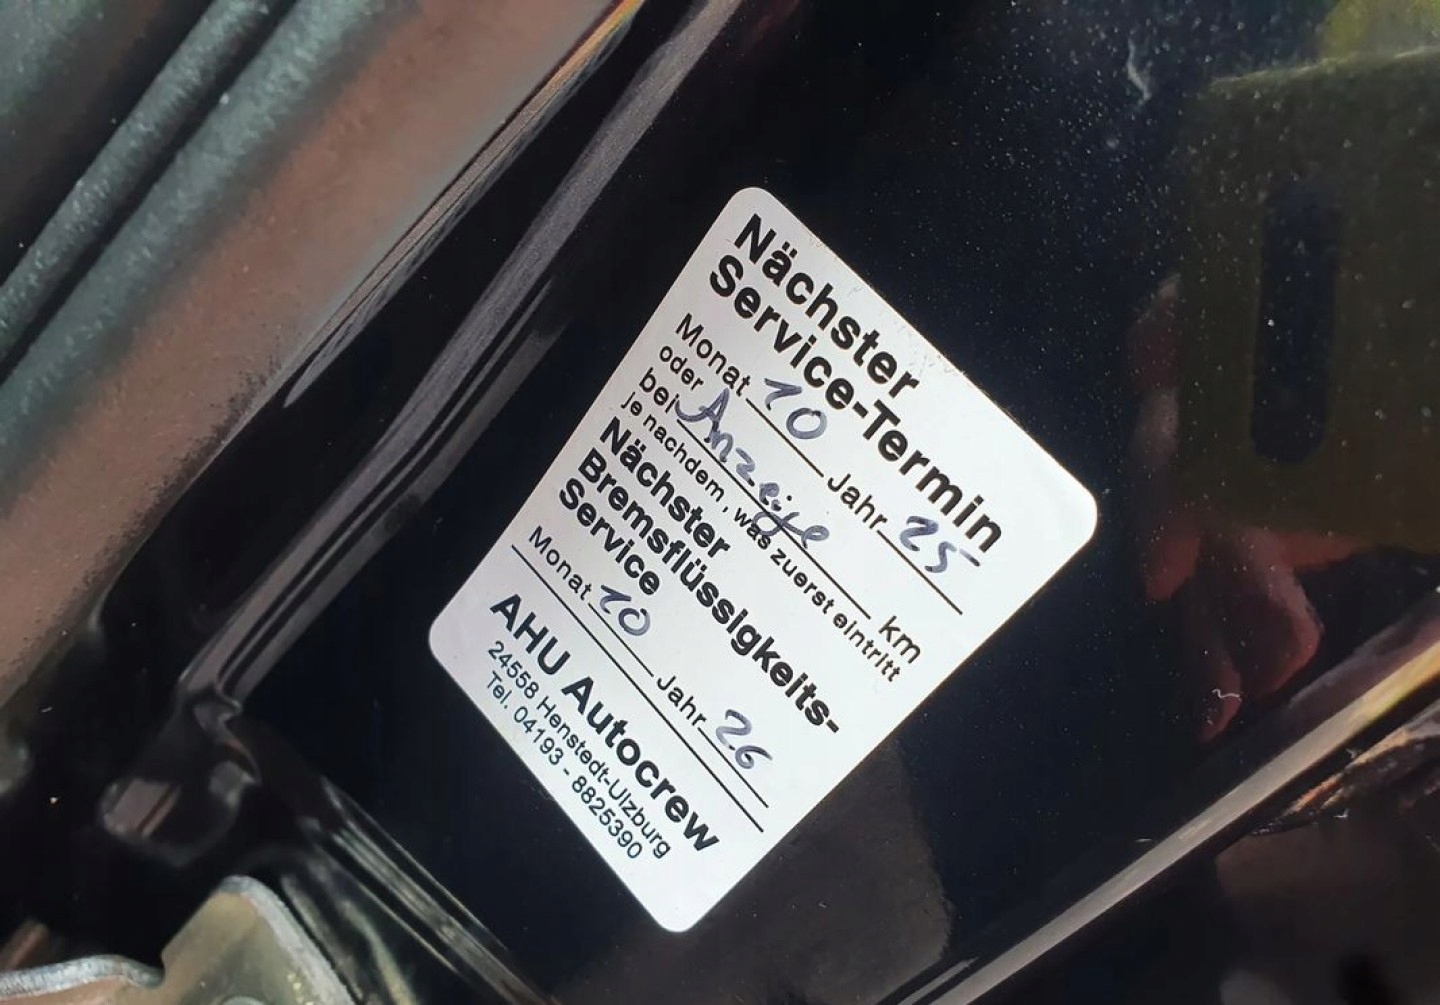 Nächster
Service-Termin
Monat 10 Jahr 25
oder
bei Anzeige km
je nachdem, was zuerst eintritt
Nächster
Bremsflüssigkeits-
Service
Monat 10 Jahr 26
AHU Autocrew
24558 Henstedt-Ulzburg
Tel. 04193 - 8825390